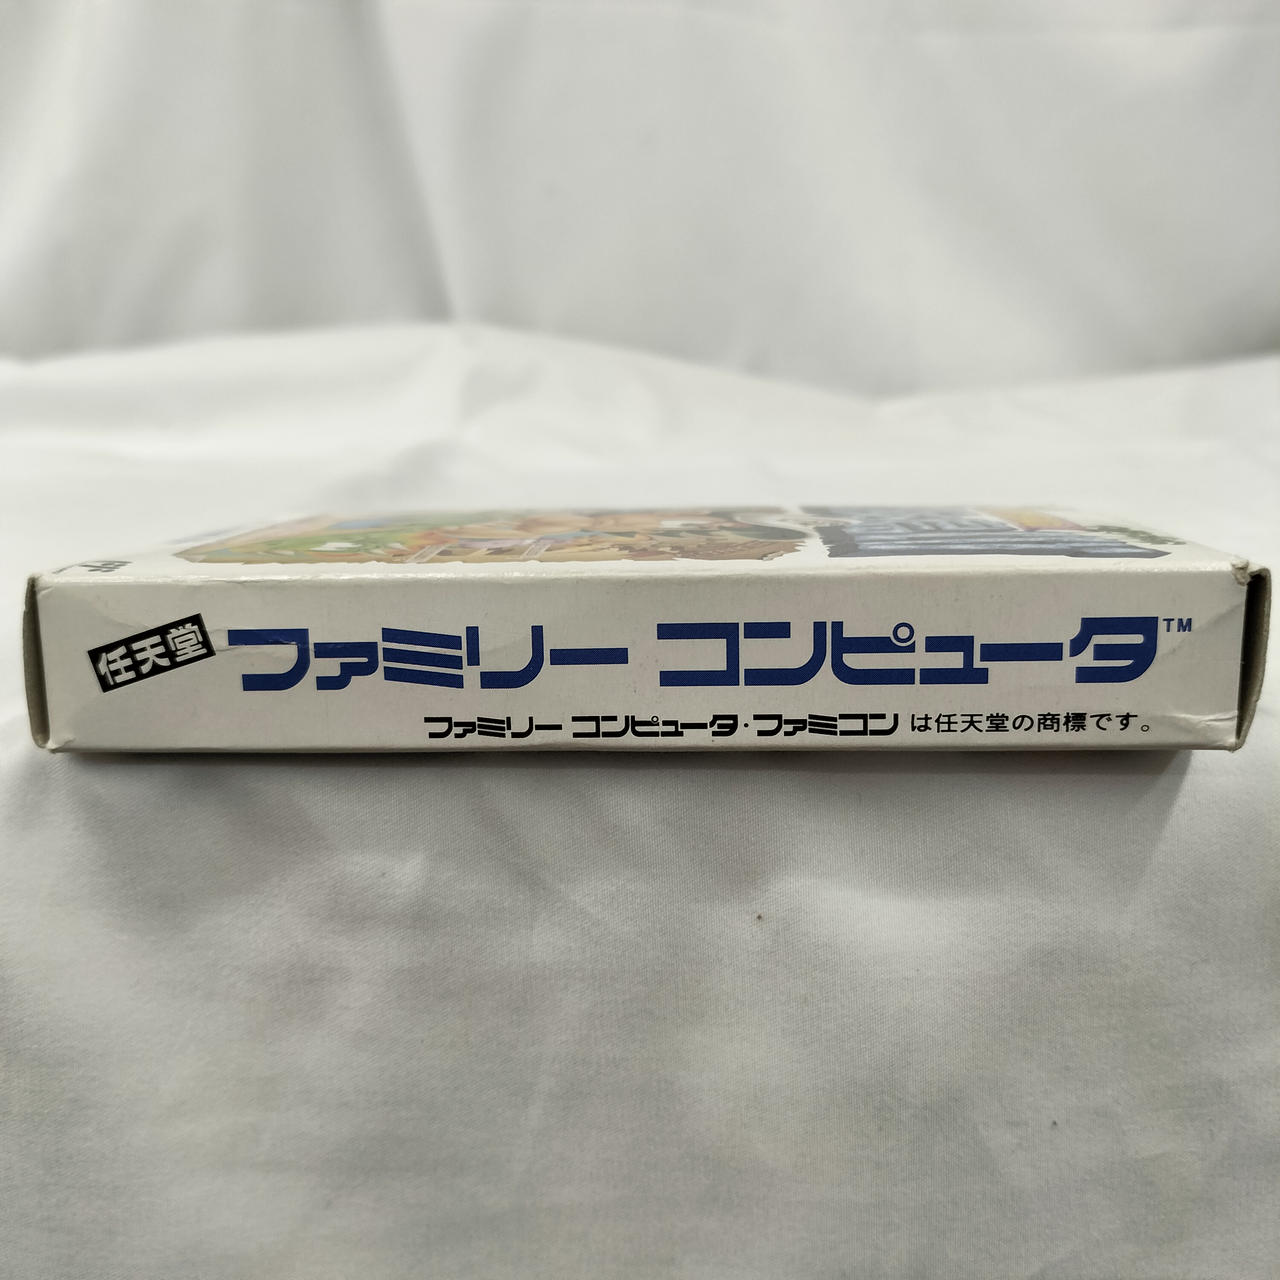 任天堂 ファミリー コンピュータ™
ファミリー コンピュータ・ファミコン は任天堂の商標です。